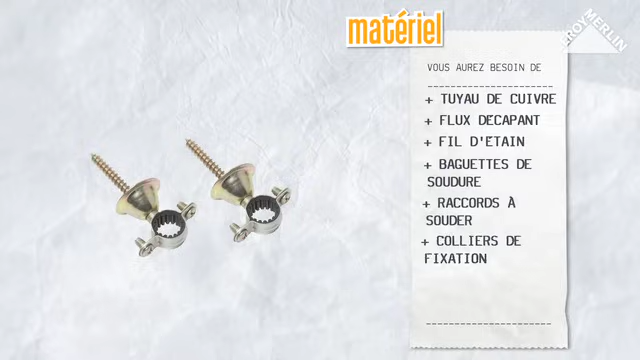 matériel
LEROY MERLIN
VOUS AUREZ BESOIN DE
+ TUYAU DE CUIVRE
+ FLUX DECAPANT
+ FIL D'ETAIN
+ BAGUETTES DE
SOUDURE
+ RACCORDS À
SOUDER
+ COLLIERS DE
FIXATION